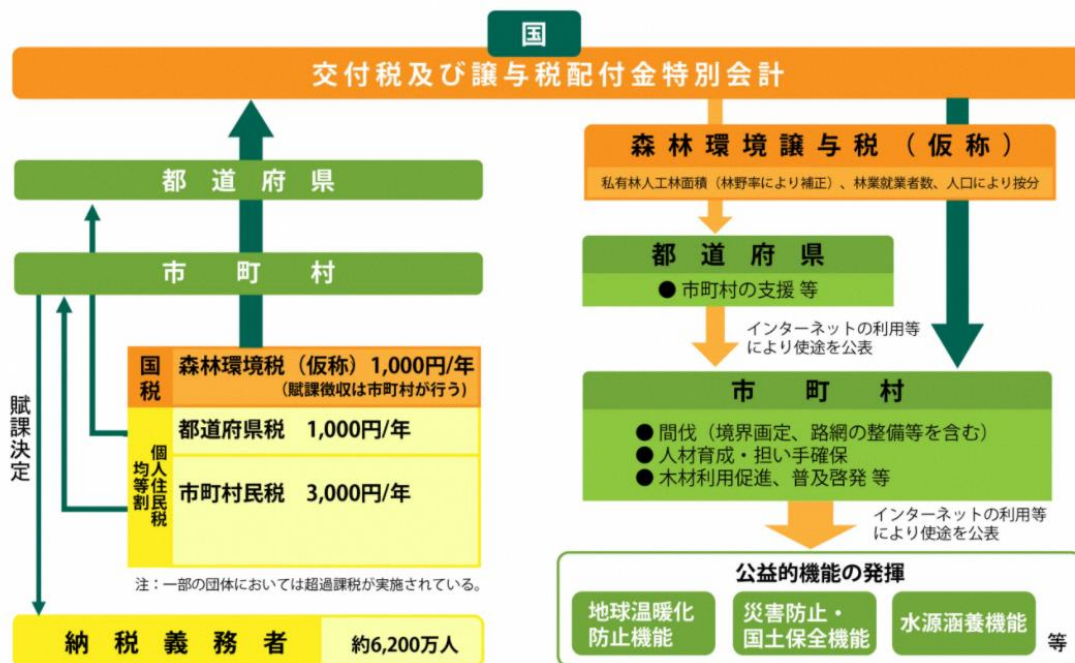 国
交付税及び譲与税配付金特別会計
都道府県
市町村
賦課決定
国税
森林環境税（仮称）1,000円/年
（賦課徴収は市町村が行う）
個人住民税
均等割
都道府県税 1,000円/年
市町村民税 3,000円/年
注：一部の団体においては超過課税が実施されている。
納税義務者
約6,200万人
森林環境譲与税（仮称）
私有林人工林面積（林野率により補正）、林業就業者数、人口により按分
都道府県
● 市町村の支援 等
インターネットの利用等
により使途を公表
市町村
● 間伐（境界画定、路網の整備等を含む）
● 人材育成・担い手確保
● 木材利用促進、普及啓発 等
インターネットの利用等
により使途を公表
公益的機能の発揮
地球温暖化
防止機能
災害防止・
国土保全機能
水源涵養機能
等